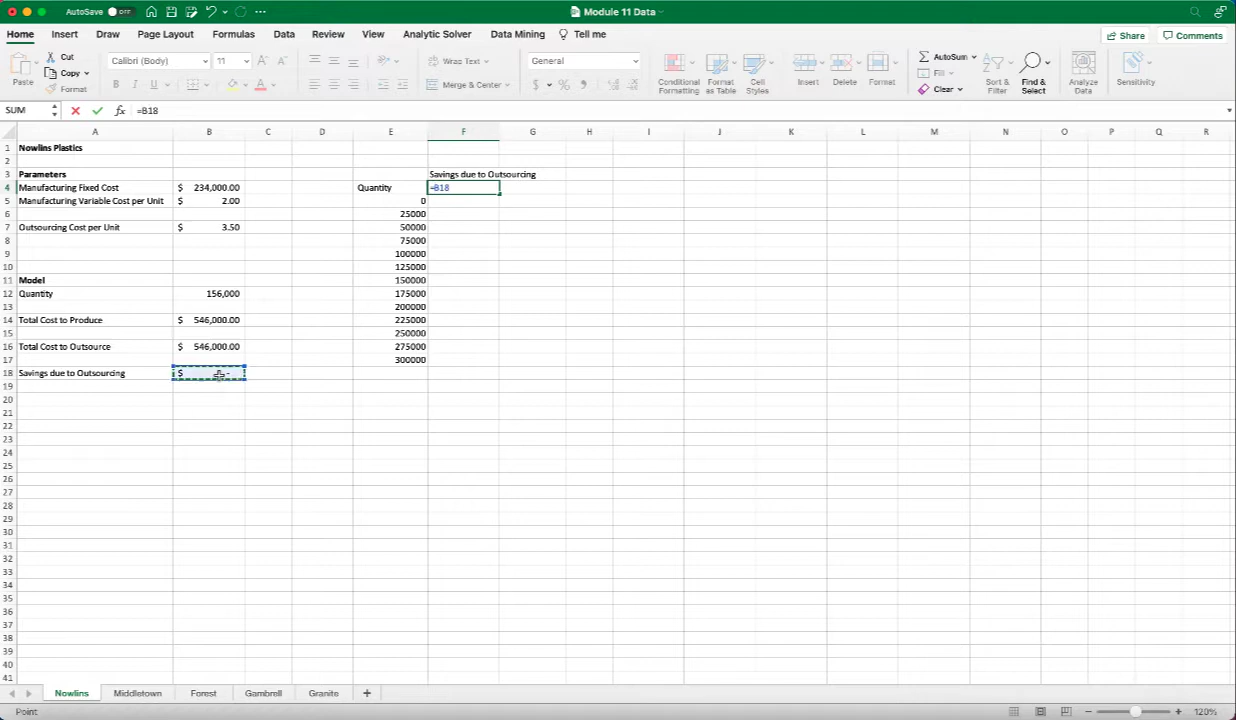 AutoSave OFF
Module 11 Data
Home Insert Draw Page Layout Formulas Data Review View Analytic Solver Data Mining Tell me Share Comments
Paste Cut Copy Format
Calibri (Body) 11
B I U
Wrap Text
Merge & Center
General
$ % 
Conditional Formatting
Format as Table
Cell Styles
Insert Delete Format
AutoSum
Fill
Clear
Sort & Filter
Find & Select
Analyze Data
Sensitivity
SUM fx =B18
A B C D E F G H I J K L M N O P Q R
1 Nowlins Plastics
2
3 Parameters Savings due to Outsourcing
4 Manufacturing Fixed Cost $ 234,000.00 Quantity =B18
5 Manufacturing Variable Cost per Unit $ 2.00 0
6 25000
7 Outsourcing Cost per Unit $ 3.50 50000
8 75000
9 100000
10 125000
11 Model 150000
12 Quantity 156,000 175000
13 200000
14 Total Cost to Produce $ 546,000.00 225000
15 250000
16 Total Cost to Outsource $ 546,000.00 275000
17 300000
18 Savings due to Outsourcing $ -
19
20
21
22
23
24
25
26
27
28
29
30
31
32
33
34
35
36
37
38
39
40
41
Nowlins Middletown Forest Gambrell Granite +
Point 120%